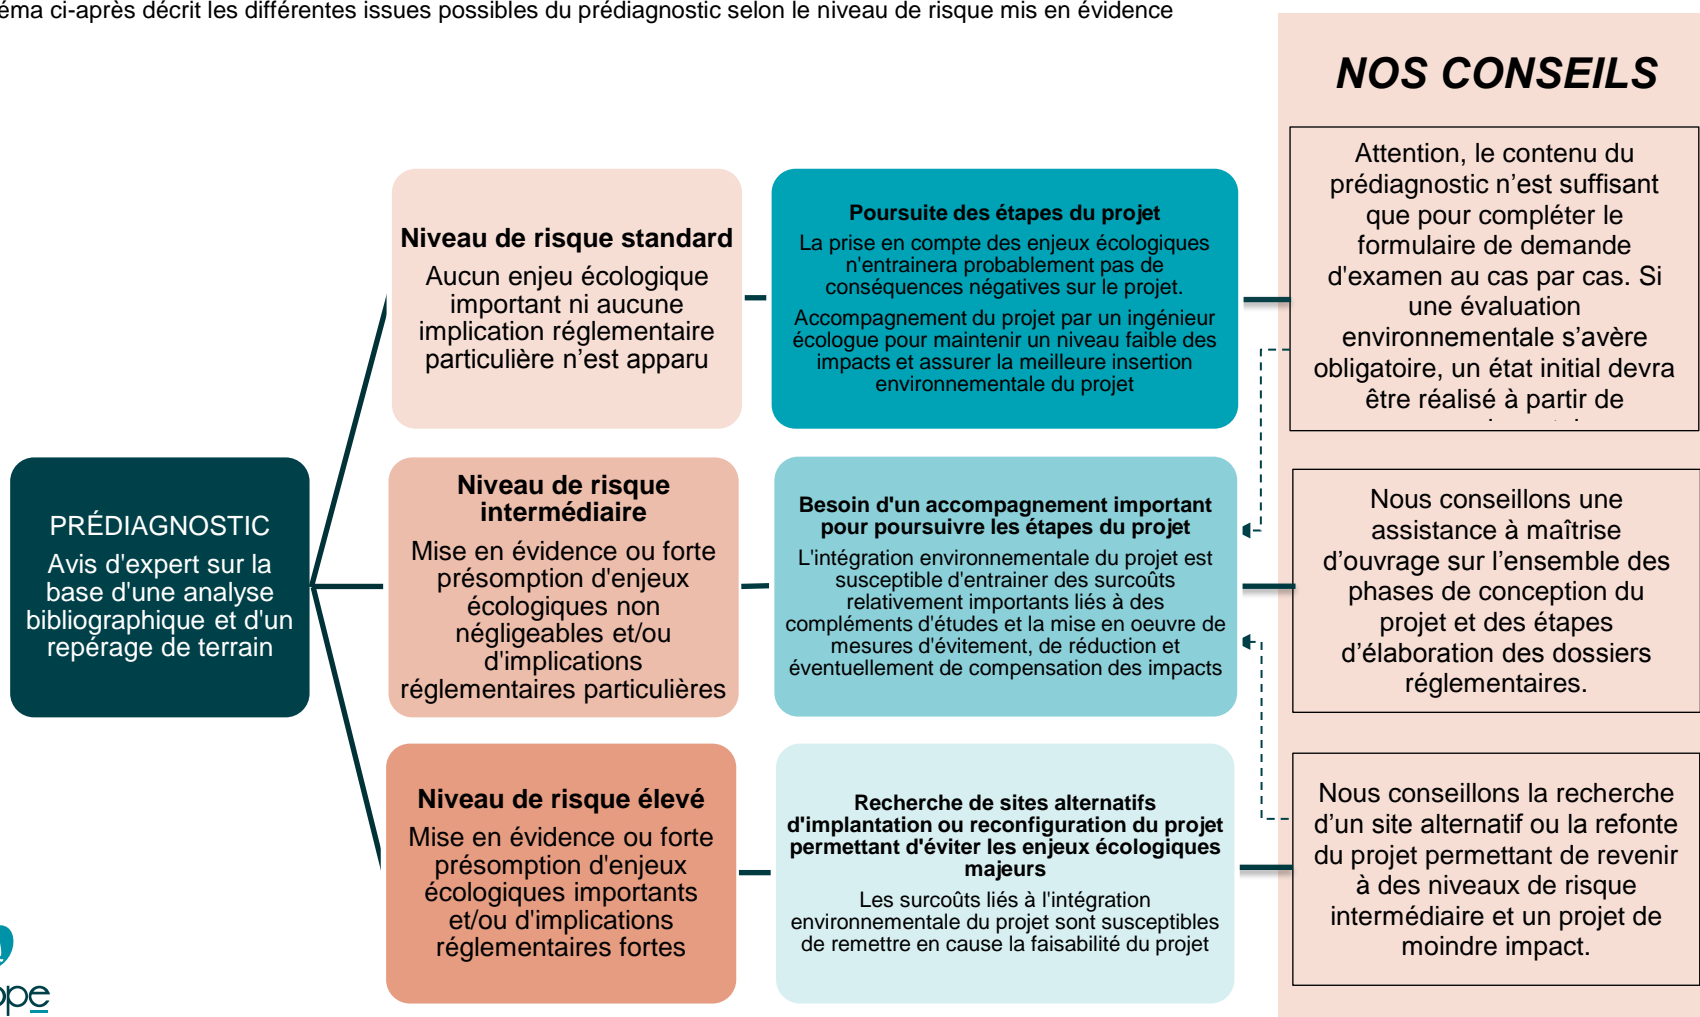 éma ci-après décrit les différentes issues possibles du prédiagnostic selon le niveau de risque mis en évidence
NOS CONSEILS
PRÉDIAGNOSTIC
Avis d'expert sur la
base d'une analyse
bibliographique et d'un
repérage de terrain
Niveau de risque standard
Aucun enjeu écologique
important ni aucune
implication réglementaire
particulière n’est apparu
Poursuite des étapes du projet
La prise en compte des enjeux écologiques
n'entrainera probablement pas de
conséquences négatives sur le projet.
Accompagnement du projet par un ingénieur
écologue pour maintenir un niveau faible des
impacts et assurer la meilleure insertion
environnementale du projet
Attention, le contenu du
prédiagnostic n’est suffisant
que pour compléter le
formulaire de demande
d'examen au cas par cas. Si
une évaluation
environnementale s’avère
obligatoire, un état initial devra
être réalisé à partir de
Niveau de risque
intermédiaire
Mise en évidence ou forte
présomption d'enjeux
écologiques non
négligeables et/ou
d'implications
réglementaires particulières
Besoin d'un accompagnement important
pour poursuivre les étapes du projet
L'intégration environnementale du projet est
susceptible d'entrainer des surcoûts
relativement importants liés à des
compléments d'études et la mise en oeuvre de
mesures d'évitement, de réduction et
éventuellement de compensation des impacts
Nous conseillons une
assistance à maîtrise
d’ouvrage sur l’ensemble des
phases de conception du
projet et des étapes
d’élaboration des dossiers
réglementaires.
Niveau de risque élevé
Mise en évidence ou forte
présomption d'enjeux
écologiques importants
et/ou d'implications
réglementaires fortes
Recherche de sites alternatifs
d'implantation ou reconfiguration du projet
permettant d'éviter les enjeux écologiques
majeurs
Les surcoûts liés à l'intégration
environnementale du projet sont susceptibles
de remettre en cause la faisabilité du projet
Nous conseillons la recherche
d’un site alternatif ou la refonte
du projet permettant de revenir
à des niveaux de risque
intermédiaire et un projet de
moindre impact.
ope